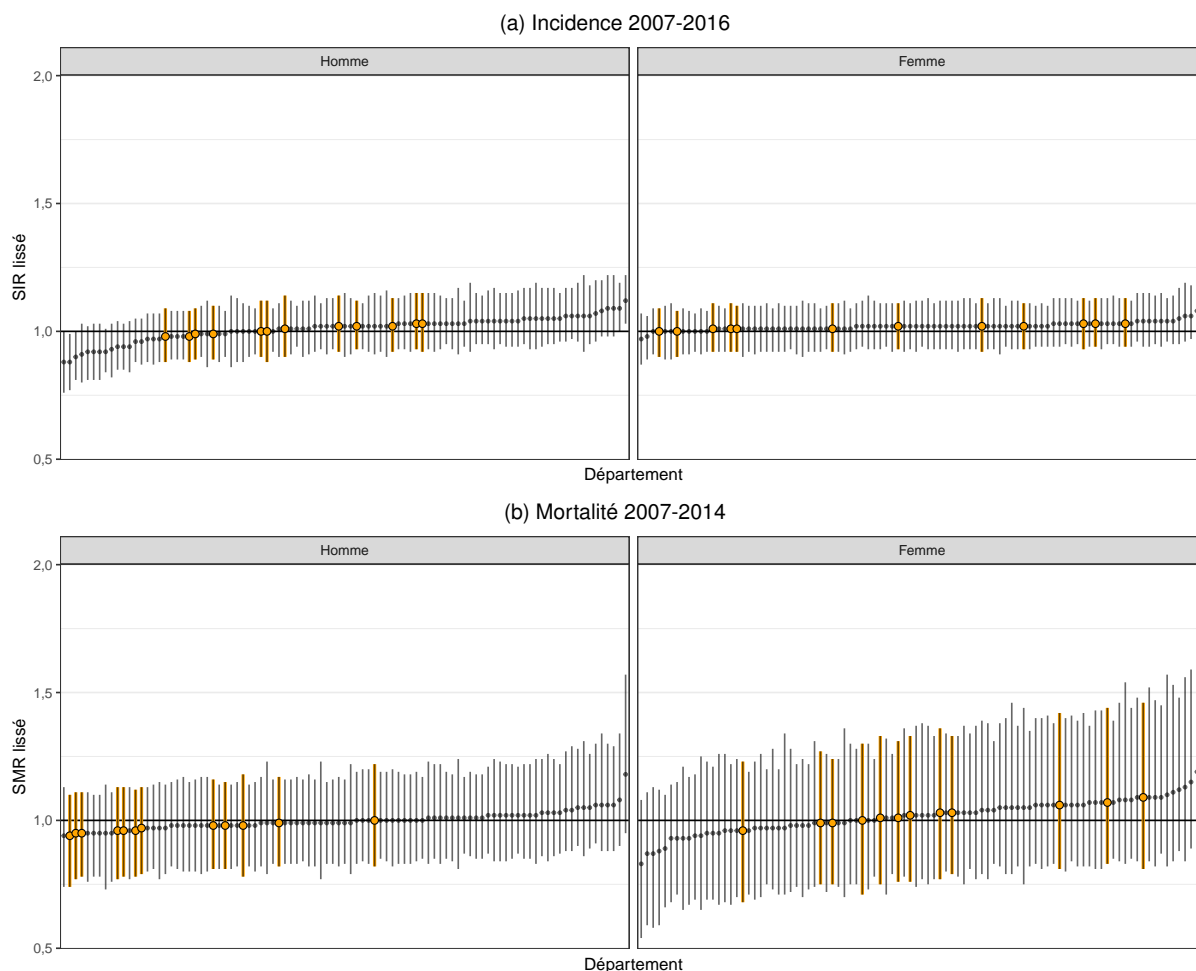 (a) Incidence 2007-2016
Homme
Femme
2,0
1,5
1,0
0,5
SIR lissé
Département
(b) Mortalité 2007-2014
Homme
Femme
2,0
1,5
1,0
0,5
SMR lissé
Département